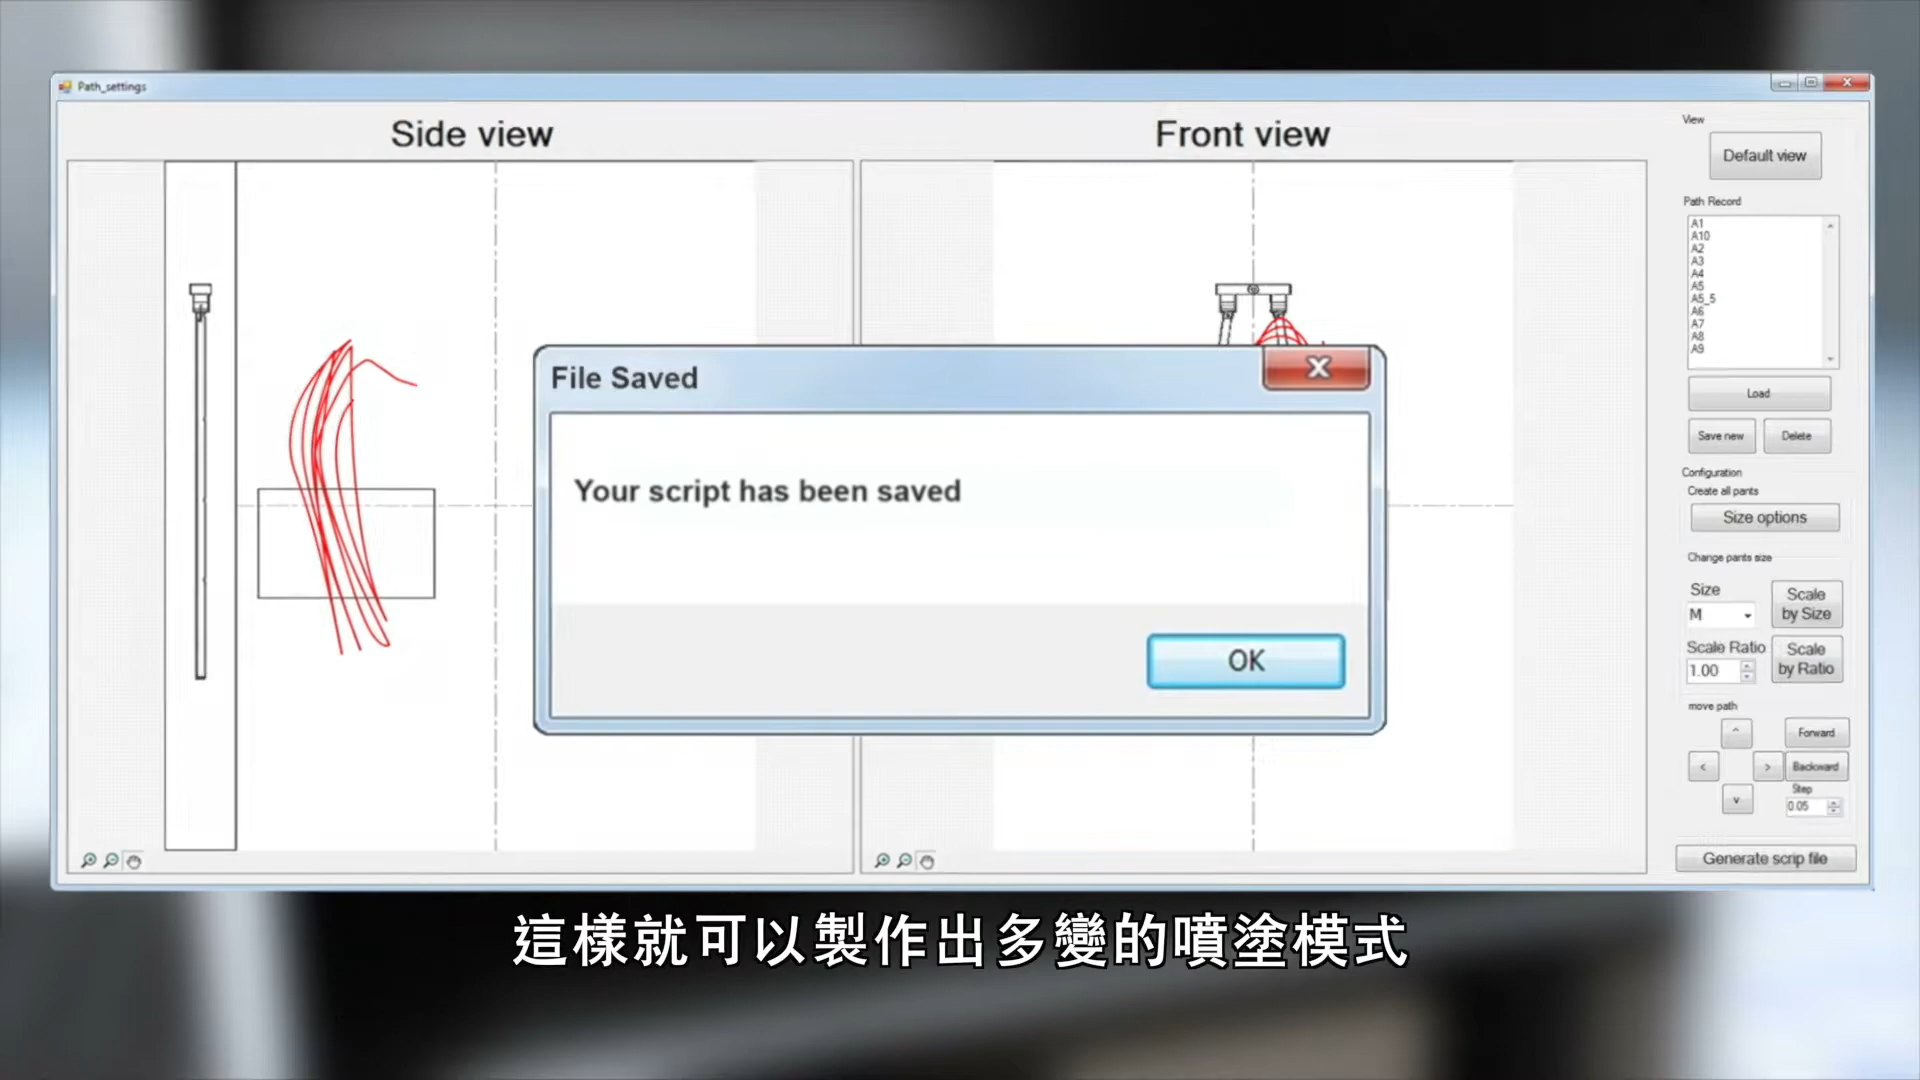 Path_settings
Side view
Front view
View
Default view
Path Record
A1
A10
A2
A3
A4
A5
A5_5
A6
A7
A8
A9
Load
Save new
Delete
Configuration
Create all pants
Size options
Change pants size
Size
M
Scale by Size
Scale Ratio
1.00
Scale by Ratio
move path
^
Forward
<
>
Backward
v
Step
0.05
Generate scrip file
File Saved
X
Your script has been saved
OK
這樣就可以製作出多變的噴塗模式